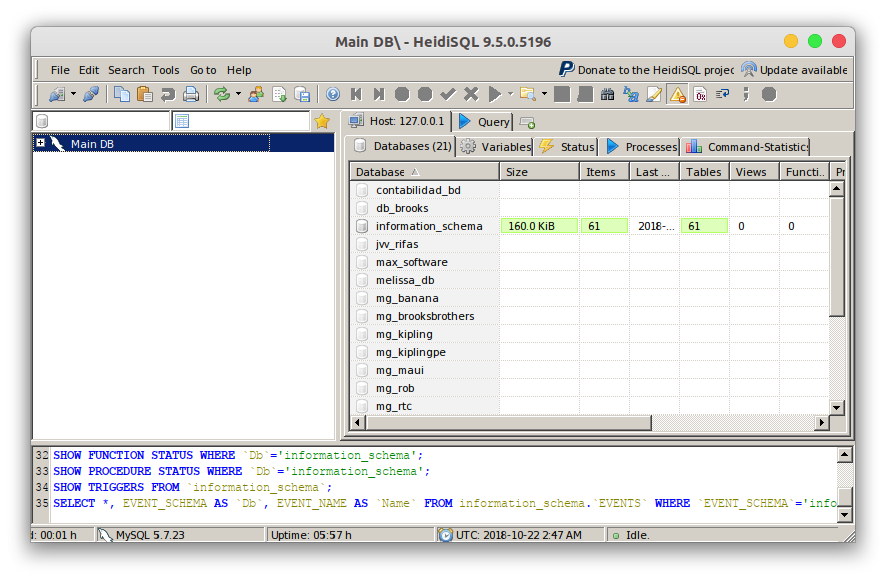 Main DB\ - HeidiSQL 9.5.0.5196
File Edit Search Tools Go to Help Donate to the HeidiSQL projec Update available
Host: 127.0.0.1 Query
Main DB
Databases (21) Variables Status Processes Command-Statistics
Database Size Items Last ... Tables Views Functi.. Pr
contabilidad_bd
db_brooks
information_schema 160.0 KiB 61 2018-... 61 0 0
jvv_rifas
max_software
melissa_db
mg_banana
mg_brooksbrothers
mg_kipling
mg_kiplingpe
mg_maui
mg_rob
mg_rtc
32 SHOW FUNCTION STATUS WHERE `Db`='information_schema';
33 SHOW PROCEDURE STATUS WHERE `Db`='information_schema';
34 SHOW TRIGGERS FROM `information_schema`;
35 SELECT *, EVENT_SCHEMA AS `Db`, EVENT_NAME AS `Name` FROM information_schema.`EVENTS` WHERE `EVENT_SCHEMA`='info
d: 00:01 h MySQL 5.7.23 Uptime: 05:57 h UTC: 2018-10-22 2:47 AM Idle.